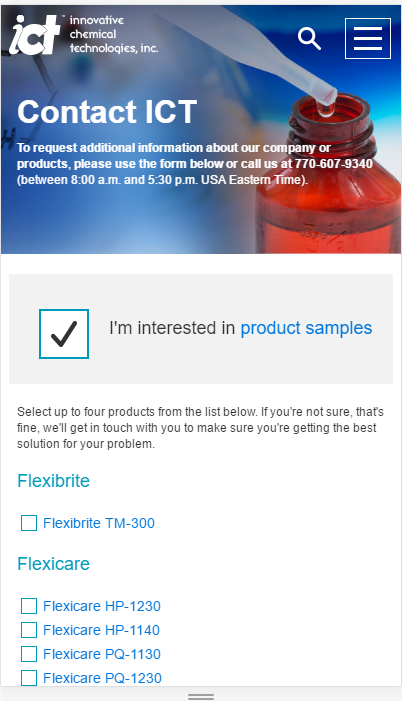 ict™ innovative
chemical
technologies, inc.
Contact ICT
To request additional information about our company or
products, please use the form below or call us at 770-607-9340
(between 8:00 a.m. and 5:30 p.m. USA Eastern Time).
I'm interested in product samples
Select up to four products from the list below. If you're not sure, that's
fine, we'll get in touch with you to make sure you're getting the best
solution for your problem.
Flexibrite
Flexibrite TM-300
Flexicare
Flexicare HP-1230
Flexicare HP-1140
Flexicare PQ-1130
Flexicare PQ-1230